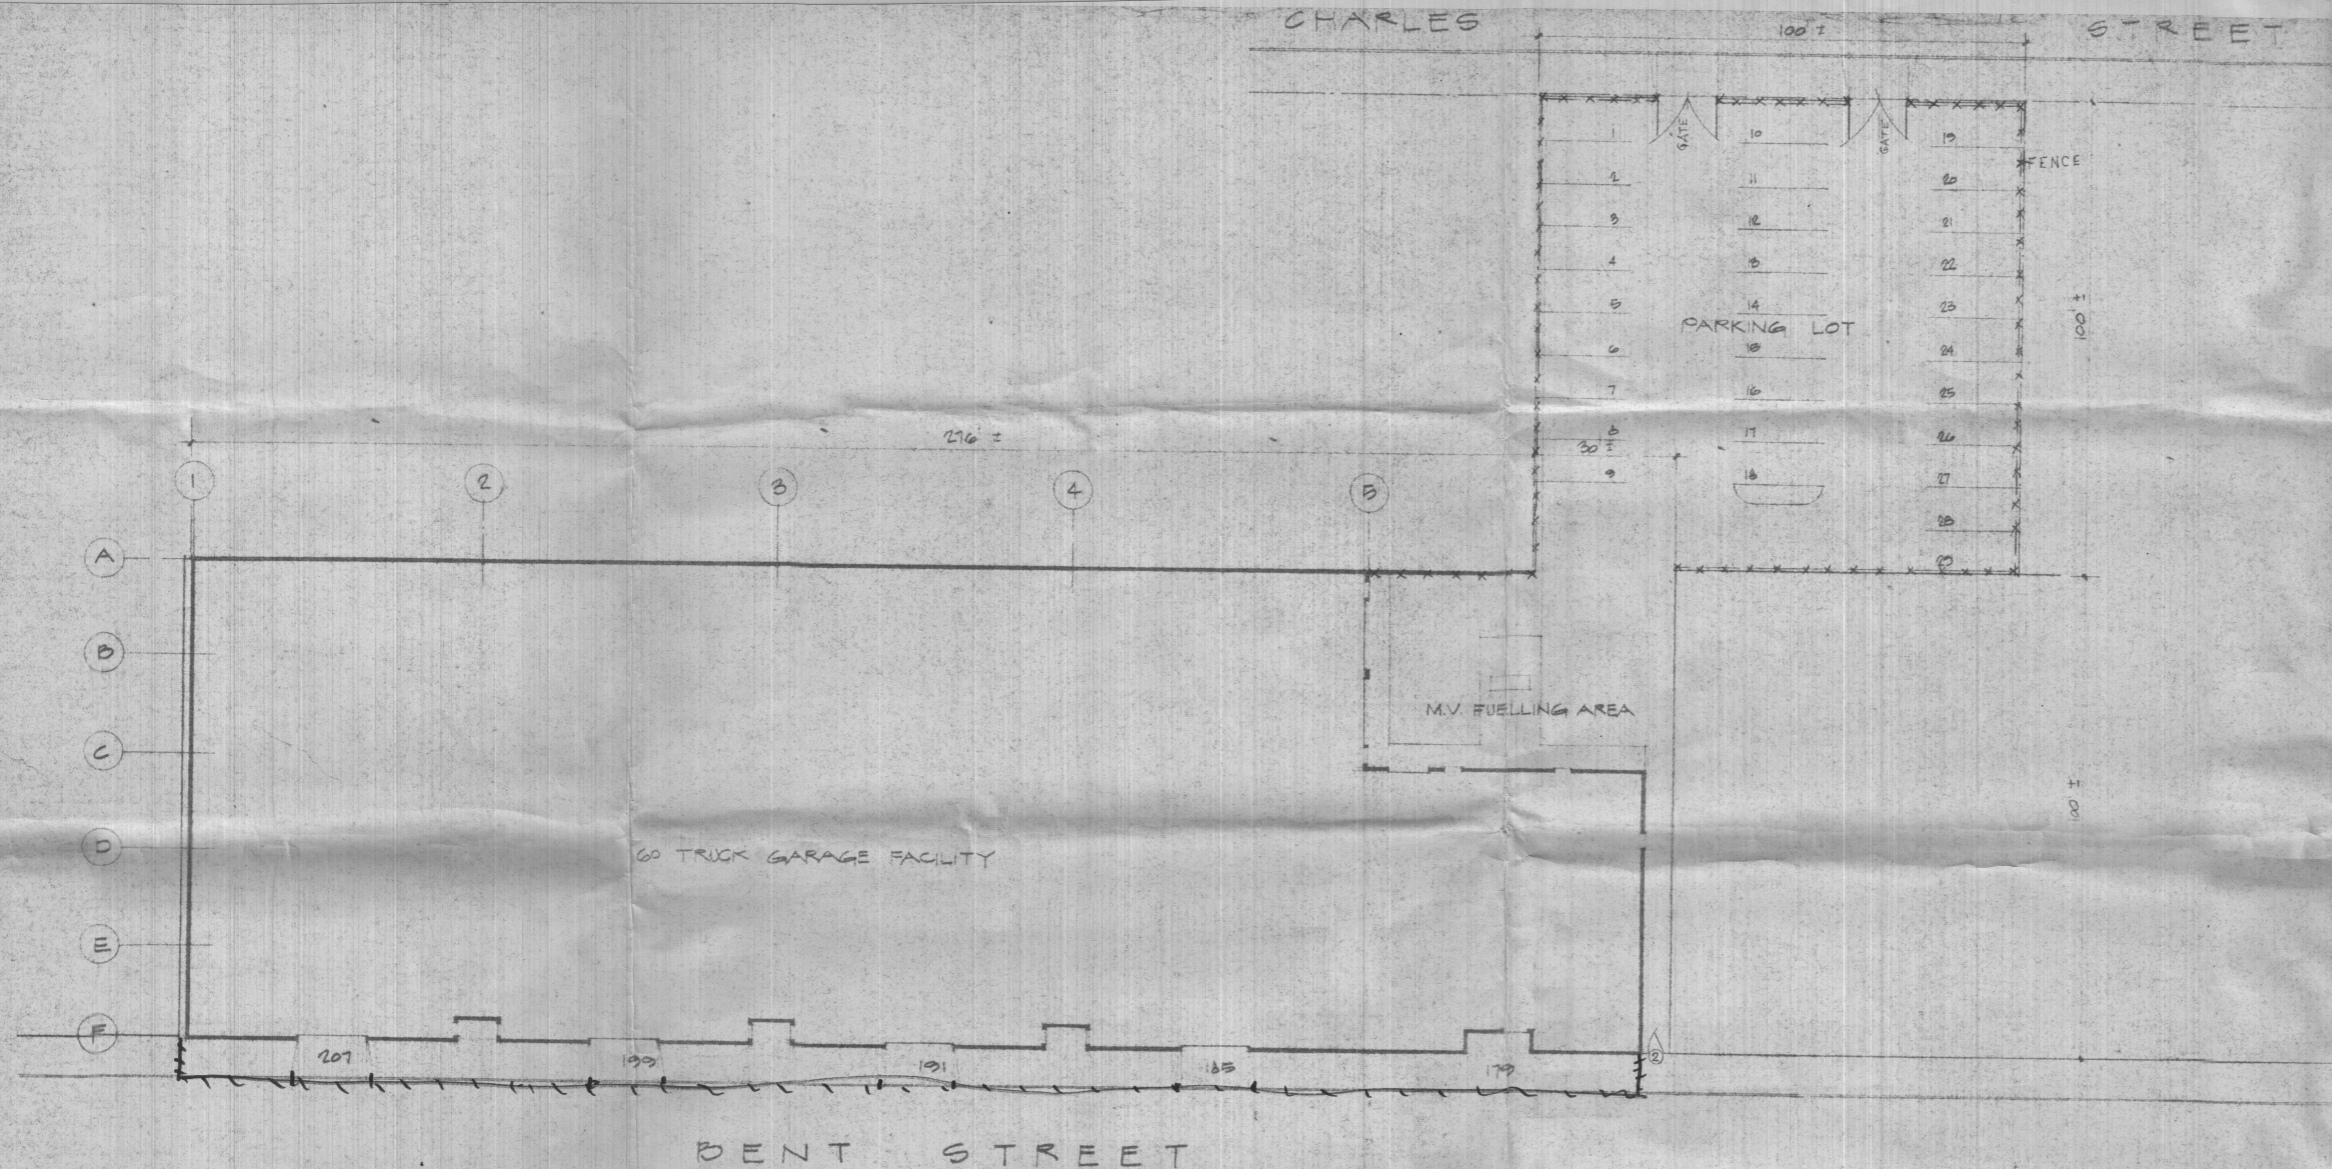 CHARLES STREET
100' ±
GATE
GATE
FENCE
1
2
3
4
5
6
7
8
9
10
11
12
13
14
15
16
17
18
19
20
21
22
23
24
25
26
27
28
29
PARKING LOT
100' ±
276' ±
30' ±
1 2 3 4 5
A
B
C
D
E
F
M.V. FUELLING AREA
100' ±
60 TRUCK GARAGE FACILITY
207 199 191 185 179
2
BENT STREET